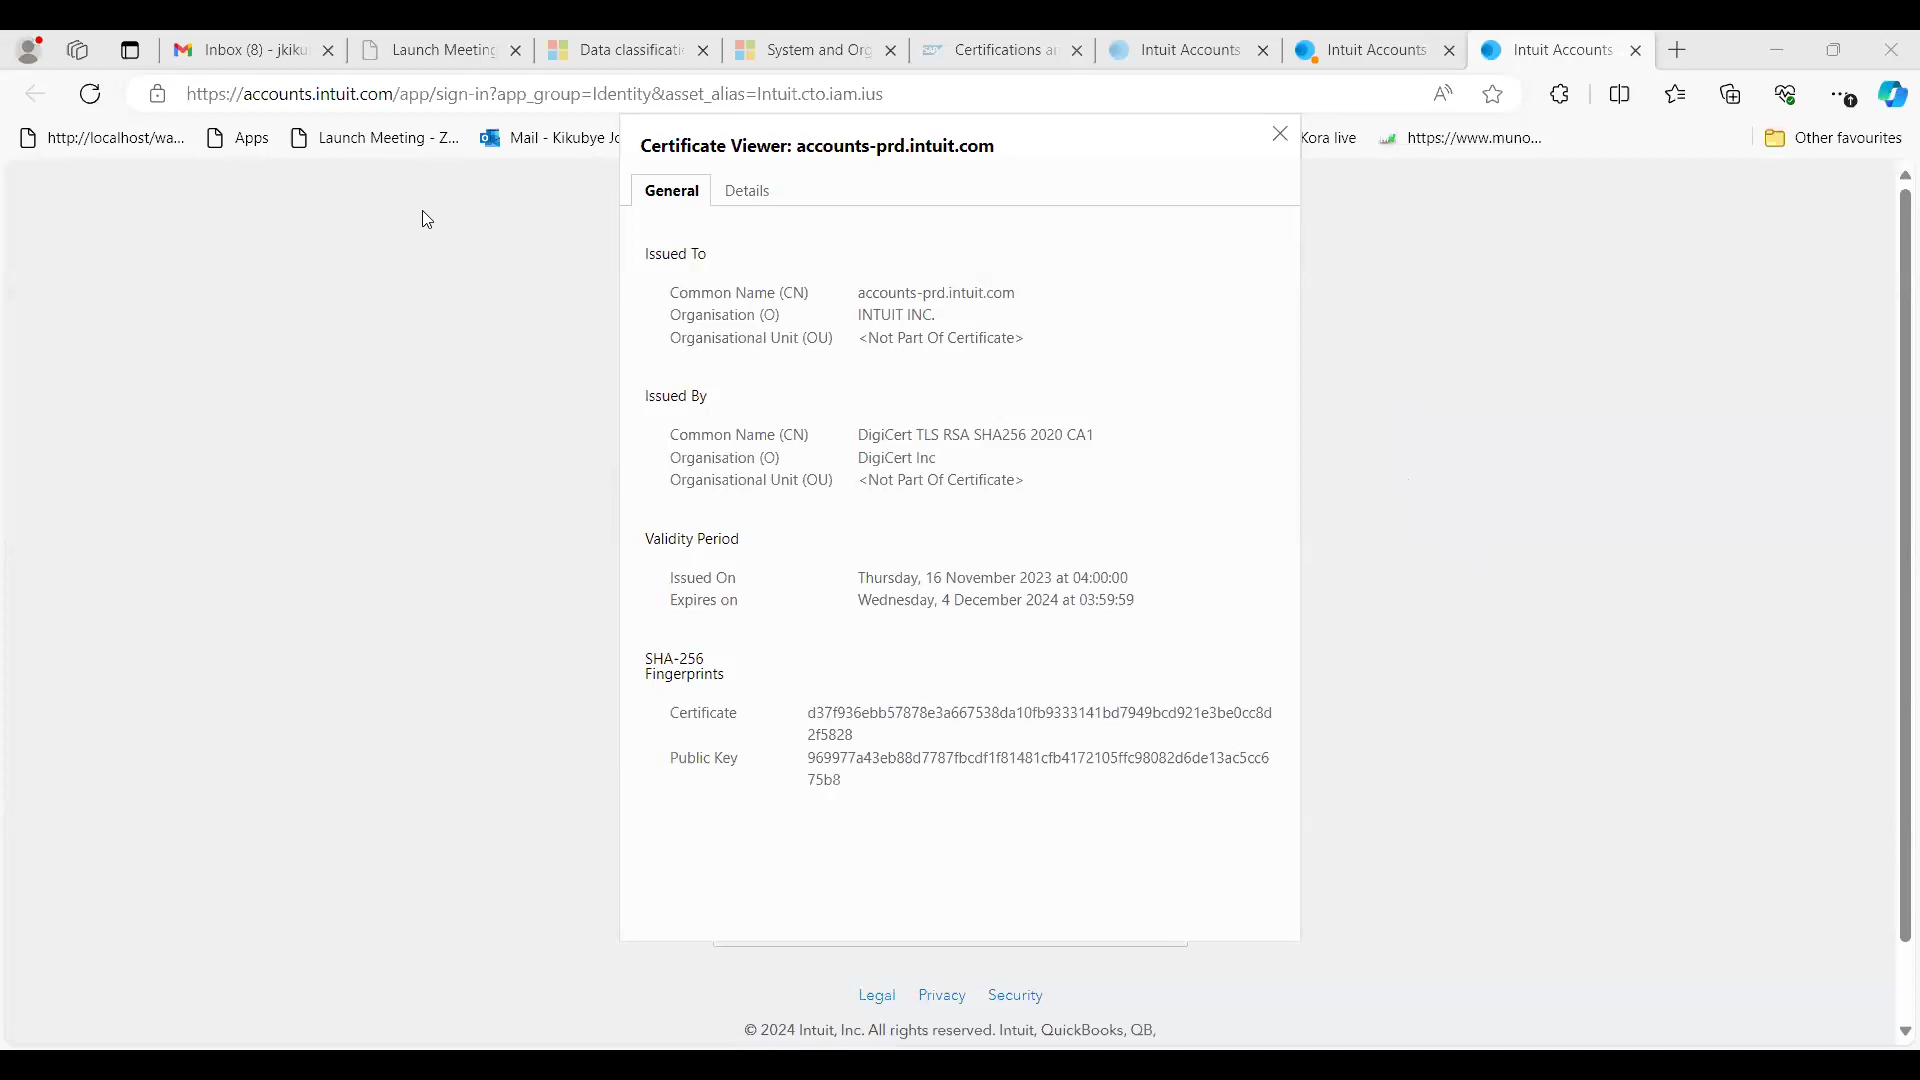 Inbox (8) - jkiku
Launch Meeting
Data classificati
System and Org
Certifications an
Intuit Accounts
Intuit Accounts
Intuit Accounts
https://accounts.intuit.com/app/sign-in?app_group=Identity&asset_alias=Intuit.cto.iam.ius
http://localhost/wa...
Apps
Launch Meeting - Z...
Mail - Kikubye Jo
Kora live
https://www.muno...
Other favourites
Certificate Viewer: accounts-prd.intuit.com
General
Details
Issued To
Common Name (CN) accounts-prd.intuit.com
Organisation (O) INTUIT INC.
Organisational Unit (OU) <Not Part Of Certificate>
Issued By
Common Name (CN) DigiCert TLS RSA SHA256 2020 CA1
Organisation (O) DigiCert Inc
Organisational Unit (OU) <Not Part Of Certificate>
Validity Period
Issued On Thursday, 16 November 2023 at 04:00:00
Expires on Wednesday, 4 December 2024 at 03:59:59
SHA-256
Fingerprints
Certificate d37f936ebb57878e3a667538da10fb9333141bd7949bcd921e3be0cc8d
2f5828
Public Key 969977a43eb88d7787fbcdf1f81481cfb4172105ffc98082d6de13ac5cc6
75b8
Legal Privacy Security
© 2024 Intuit, Inc. All rights reserved. Intuit, QuickBooks, QB,